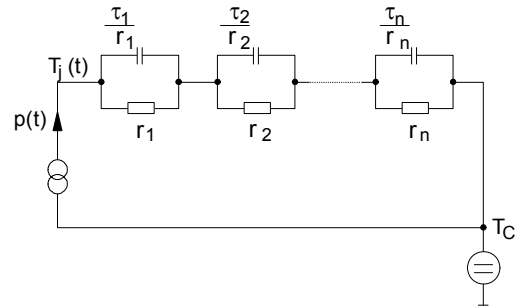 τ1 τ2 τn
r1 r2 rn
Tj(t)
r1 r2 rn
p(t)
TC